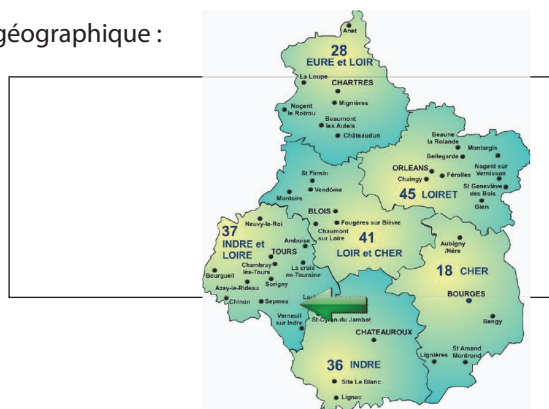 géographique :
Anet
28
EURE et LOIR
La Loupe
CHARTRES
Mignières
Nogent
le Rotrou
Beaumont
les Autels
Châteaudun
Beaune
la Rolande
Montargis
ORLEANS
Bellegarde
Chaingy
Férolles
Nogent sur
Vernisson
45 LOIRET
St Geneviève
des Bois
Gien
St Firmin
Vendôme
Montoire
BLOIS
Fougères sur Bièvre
Chaumont
sur Loire
41
LOIR et CHER
37
INDRE et
LOIRE
Neuvy-le-Roi
Amboise
TOURS
Chambray
lès-Tours
La croix
en-Touraine
Bourgueil
Azay-le-Rideau
Sorigny
Chinon
Sepmes
Verneuil
sur Indre
Aubigny
/Nère
18 CHER
BOURGES
Bengy
St Amand
Montrond
Lignières
St-Cyran du Jambot
CHATEAUROUX
36 INDRE
Site Le Blanc
Lignac